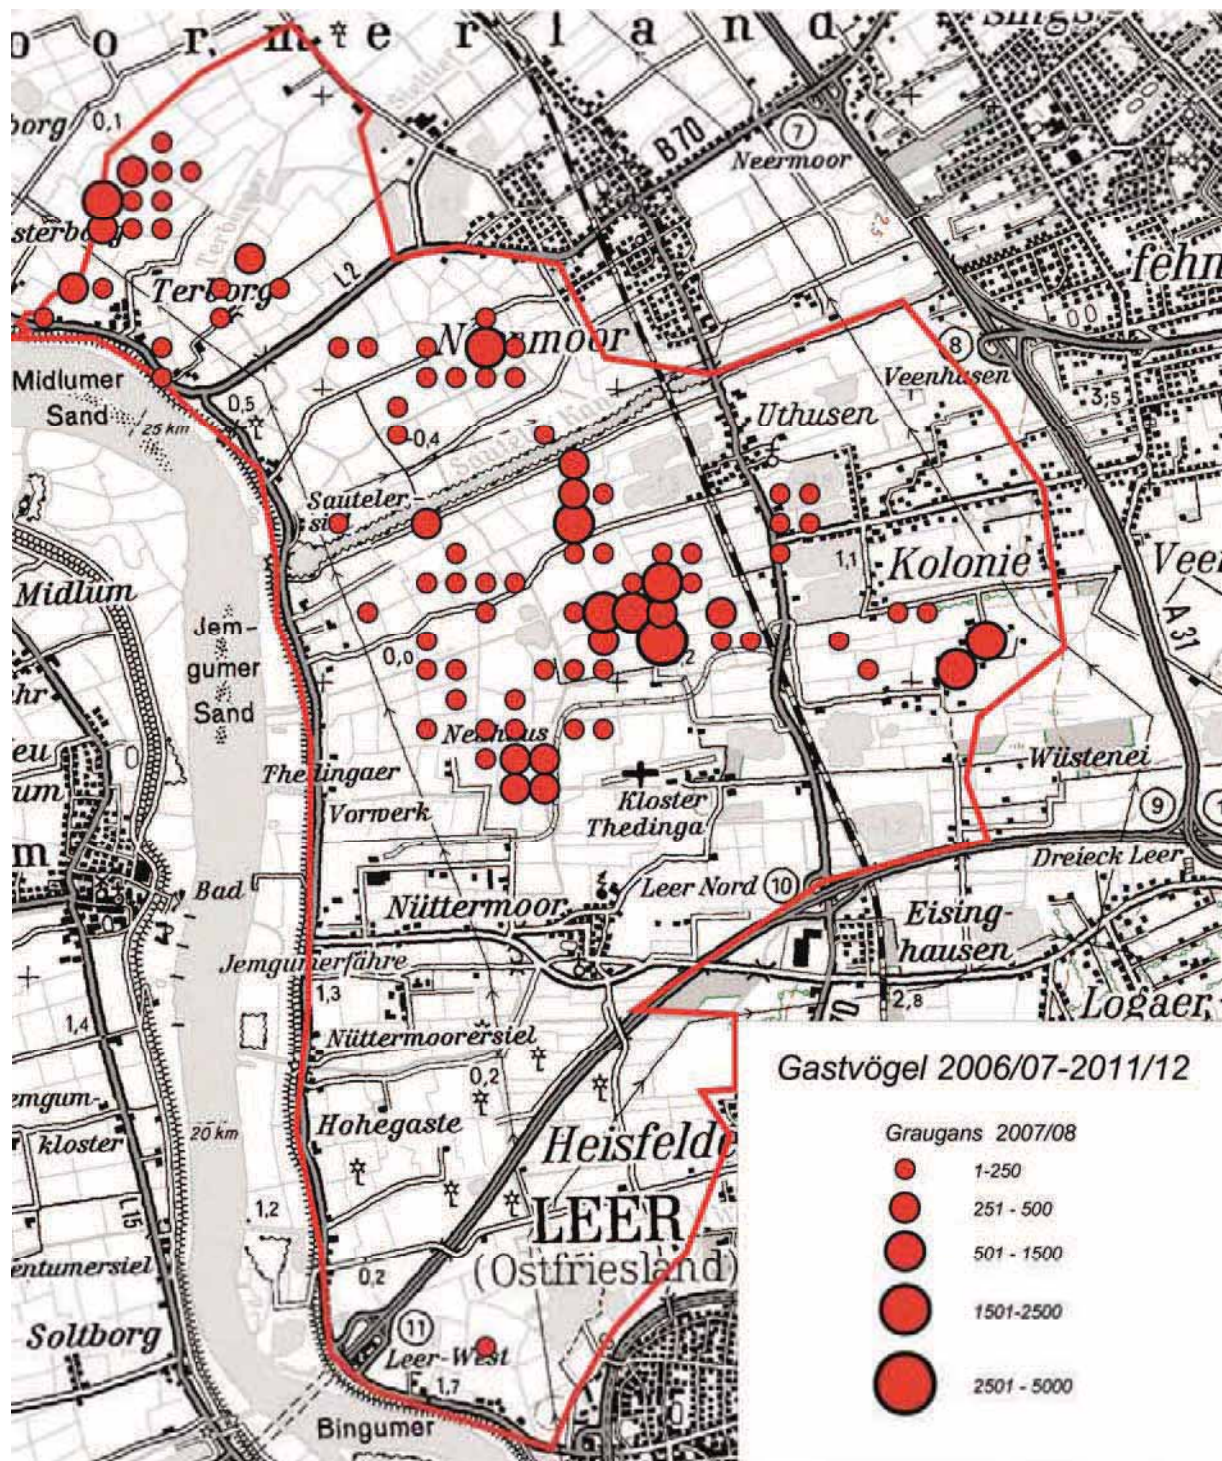 o o r m e r l a n d
0,1
B 70
7
Neermoor
Terborg
L2
fehn
Midlumer
Sand
25 km
0,5
0,4
8
Veenhusen
3,5
Uthusen
Sauteler-
Midlum
Jem-
gumer
Sand
0,0
1,1
Kolonie
A 31
Thedingaer
Vorwerk
Kloster
Thedinga
Wüstenei
9
Dreieck Leer
Bad
Nüttermoor
Leer Nord 10
Eising-
hausen
Jemgumerfähre
1,3
2,8
Logaer
1,4
Nüttermoorersiel
0,2
kloster
20 km
Hohegaste
Heisfelde
L15
1,2
LEER
(Ostfriesland)
0,2
Soltborg
11
Leer-West
1,7
Bingumer
Gastvögel 2006/07-2011/12
Graugans 2007/08
1-250
251 - 500
501 - 1500
1501-2500
2501 - 5000